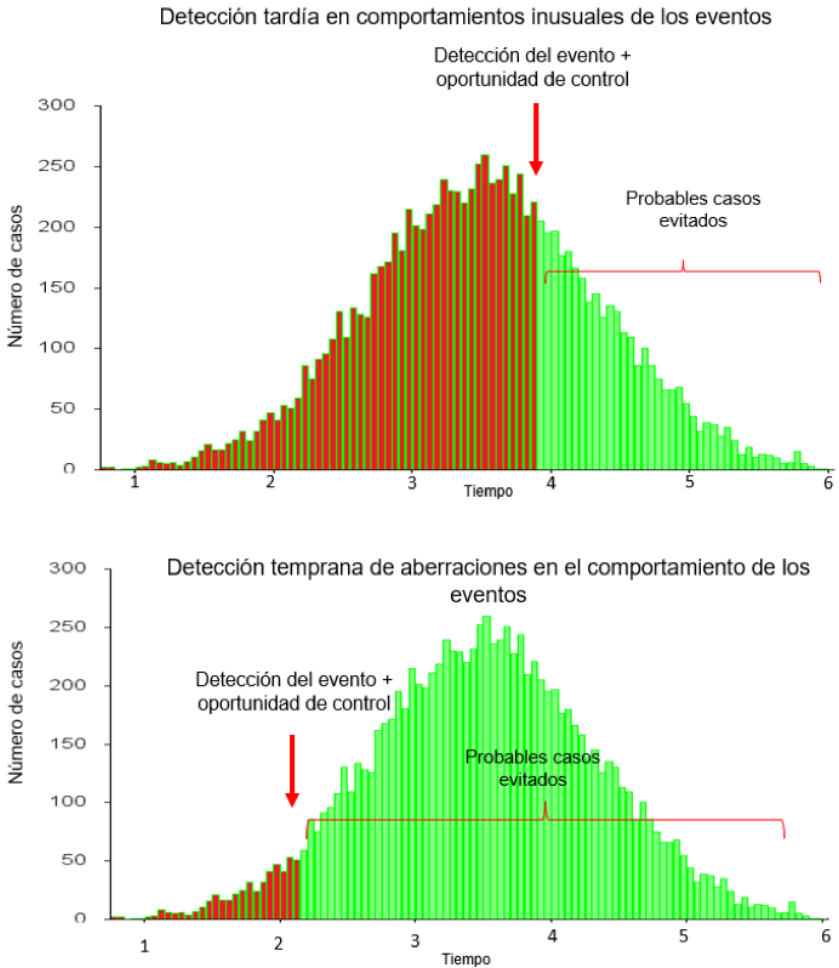 Detección tardía en comportamientos inusuales de los eventos
Detección del evento +
oportunidad de control
Probables casos
evitados
Número de casos
300
250
200
150
100
50
0
1 2 3 4 5 6
Tiempo
Detección temprana de aberraciones en el comportamiento de los
eventos
Detección del evento +
oportunidad de control
Probables casos
evitados
Número de casos
300
250
200
150
100
50
0
1 2 3 4 5 6
Tiempo